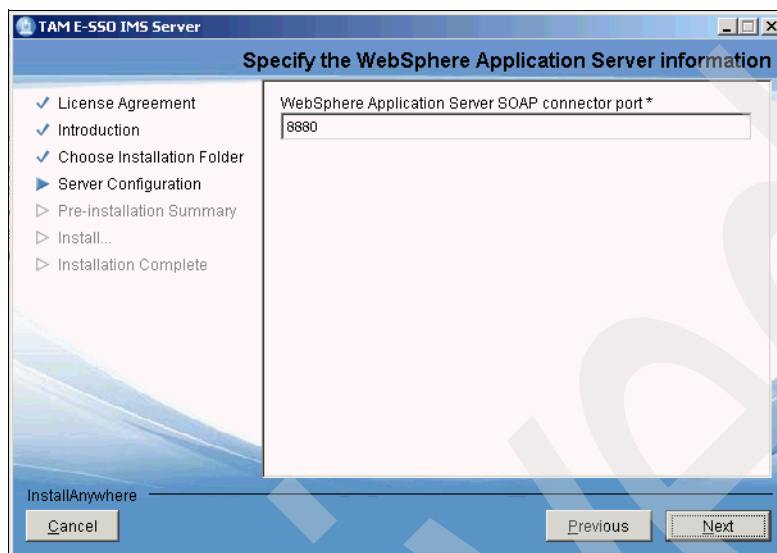 TAM E-SSO IMS Server
Specify the WebSphere Application Server information
License Agreement
Introduction
Choose Installation Folder
Server Configuration
Pre-installation Summary
Install...
Installation Complete
WebSphere Application Server SOAP connector port *
8880
InstallAnywhere
Cancel
Previous
Next